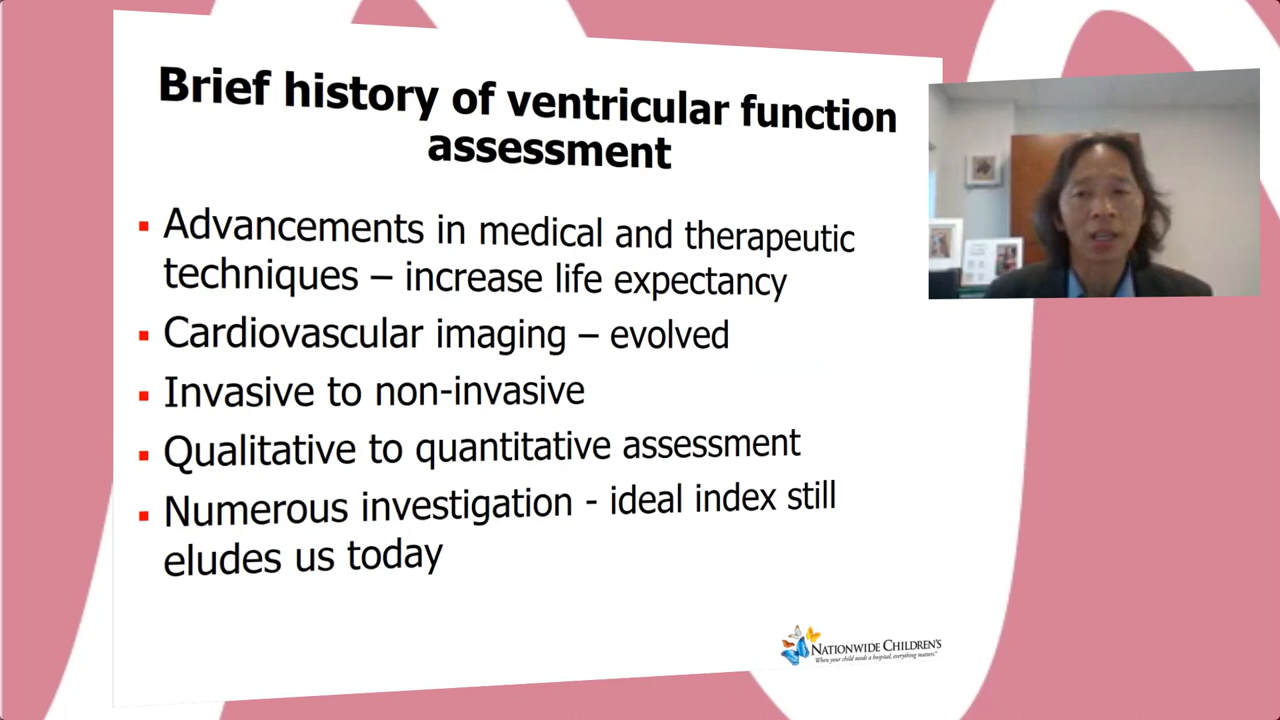 Brief history of ventricular function
assessment
▪ Advancements in medical and therapeutic
techniques – increase life expectancy
▪ Cardiovascular imaging – evolved
▪ Invasive to non-invasive
▪ Qualitative to quantitative assessment
▪ Numerous investigation - ideal index still
eludes us today
NATIONWIDE CHILDREN'S
When your child needs a hospital, everything matters.